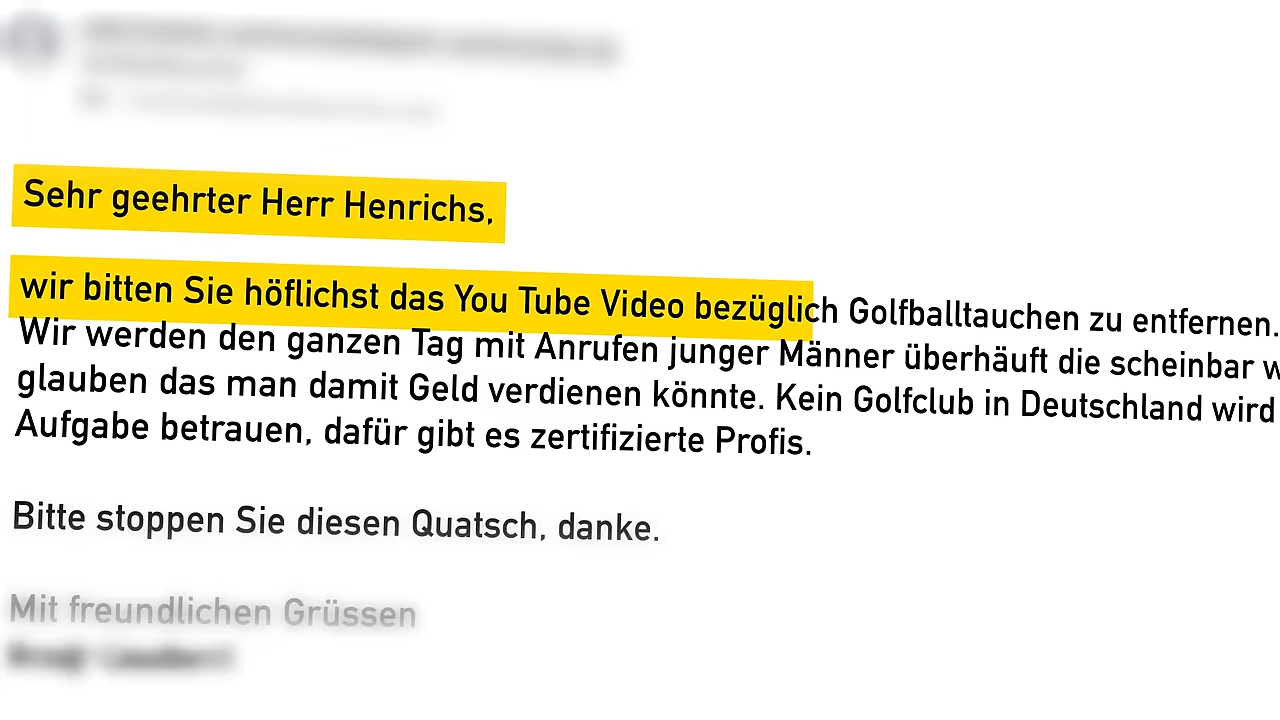 Sehr geehrter Herr Henrichs,
wir bitten Sie höflichst das You Tube Video bezüglich Golfballtauchen zu entfernen.
Wir werden den ganzen Tag mit Anrufen junger Männer überhäuft die scheinbar
glauben das man damit Geld verdienen könnte. Kein Golfclub in Deutschland wird
Aufgabe betrauen, dafür gibt es zertifizierte Profis.
Bitte stoppen Sie diesen Quatsch, danke.
Mit freundlichen Grüssen